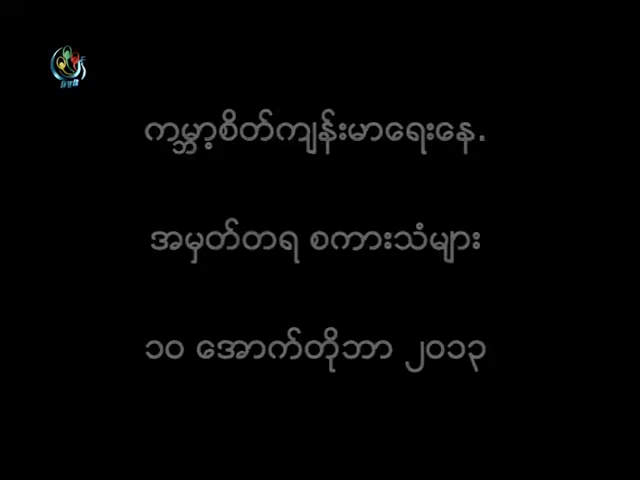 ကမ္ဘာ့စိတ်ကျန်းမာရေးနေ့
အမှတ်တရ စကားသံများ
၁၀ အောက်တိုဘာ ၂၀၁၃